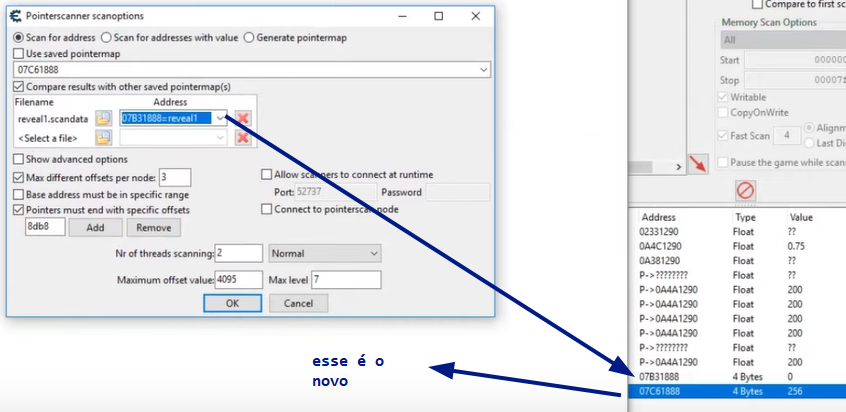 Pointerscanner scanoptions
Scan for address Scan for addresses with value Generate pointermap
Use saved pointermap
07C61888
Compare results with other saved pointermap(s)
Filename Address
reveal1.scandata 07B31888=reveal1
<Select a file>
Show advanced options
Max different offsets per node: 3
Base address must be in specific range
Pointers must end with specific offsets
8db8 Add Remove
Allow scanners to connect at runtime
Port: 52737 Password
Connect to pointerscan node
Nr of threads scanning: 2 Normal
Maximum offset value: 4095 Max level 7
OK Cancel
esse é o
novo
Compare to first sc
Memory Scan Options
All
Start 000000
Stop 00007f
Writable
CopyOnWrite
Fast Scan 4 Alignm
Last Di
Pause the game while scan
Address Type Value
02331290 Float ??
0A4C1290 Float 0.75
0A381290 Float ??
P->???????? Float ??
P->0A4A1290 Float 200
P->0A4A1290 Float 200
P->0A4A1290 Float 200
P->0A4A1290 Float 200
P->???????? Float ??
P->0A4A1290 Float 200
07B31888 4 Bytes 0
07C61888 4 Bytes 256